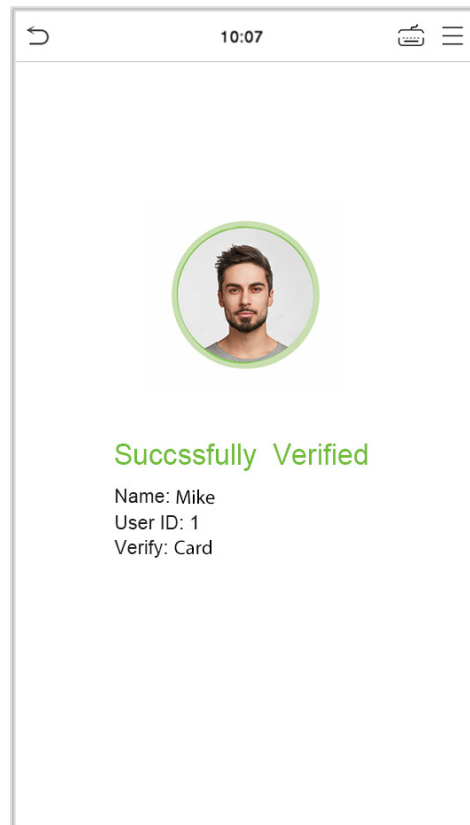 10:07
Succssfully Verified
Name: Mike
User ID: 1
Verify: Card